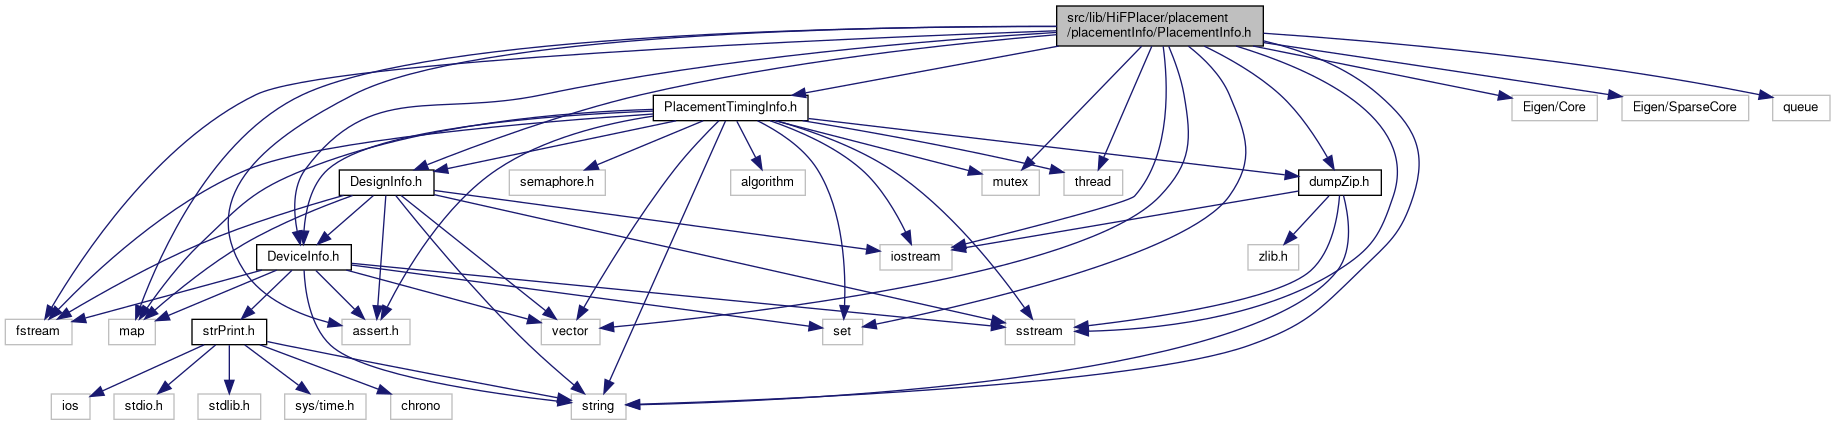 src/lib/HiFPlacer/placement
/placementInfo/PlacementInfo.h
PlacementTimingInfo.h
Eigen/Core
Eigen/SparseCore
queue
DesignInfo.h
semaphore.h
algorithm
mutex
thread
dumpZip.h
DeviceInfo.h
iostream
zlib.h
fstream
map
strPrint.h
assert.h
vector
set
sstream
ios
stdio.h
stdlib.h
sys/time.h
chrono
string